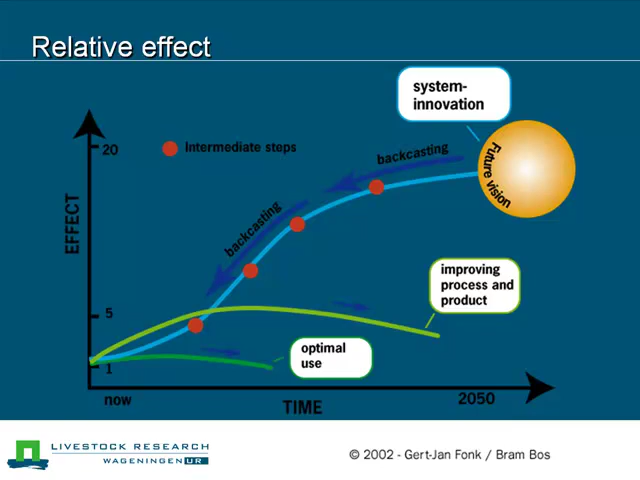 Relative effect
system-
innovation
20
Intermediate steps
backcasting
Future vision
backcasting
EFFECT
improving
process and
product
5
optimal
use
1
now
2050
TIME
LIVESTOCK RESEARCH
WAGENINGEN UR
© 2002 - Gert-Jan Fonk / Bram Bos